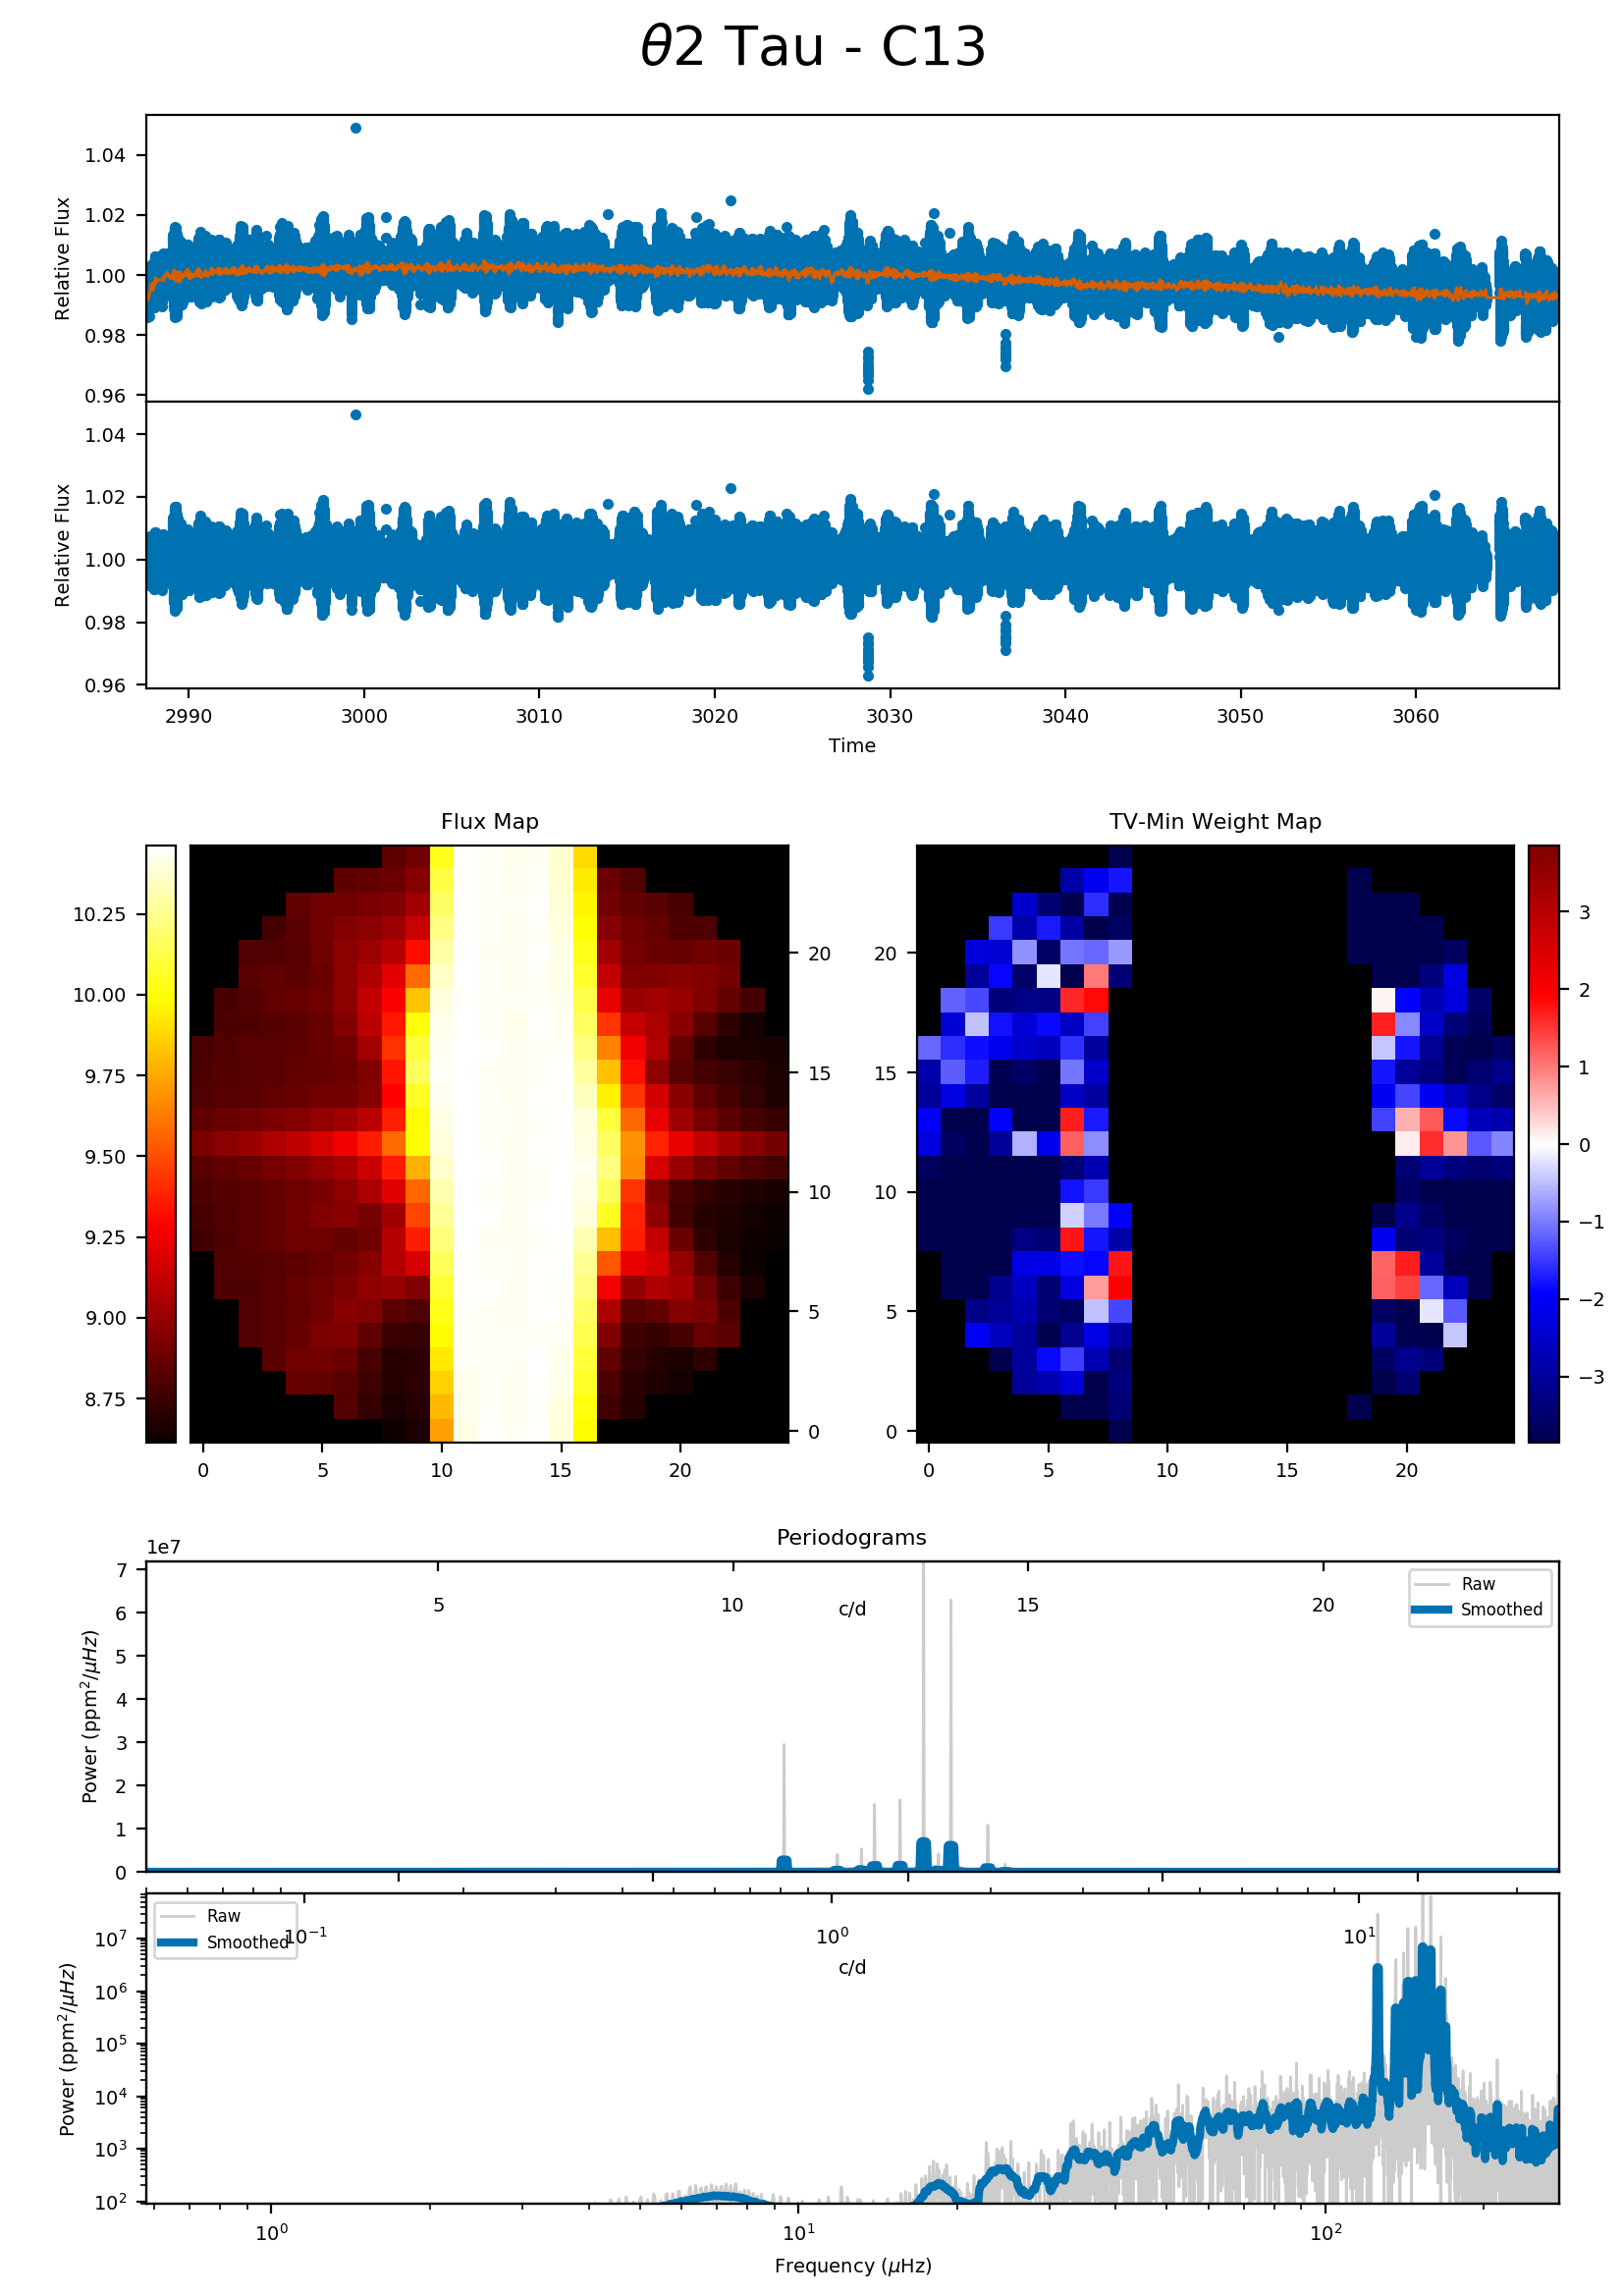 θ2 Tau - C13
1.04
1.02
1.00
0.98
0.96
Relative Flux
1.04
1.02
1.00
0.98
0.96
Relative Flux
2990 3000 3010 3020 3030 3040 3050 3060
Time
Flux Map
10.25
10.00
9.75
9.50
9.25
9.00
8.75
20
15
10
5
0
0 5 10 15 20
TV-Min Weight Map
20
15
10
5
0
0 5 10 15 20
3
2
1
0
−1
−2
−3
Periodograms
1e7
7
6
5
4
3
2
1
0
Power (ppm²/μHz)
5 10 15 20
c/d
Raw
Smoothed
Raw
Smoothed
10⁻¹ 10⁰ 10¹
c/d
10⁷
10⁶
10⁵
10⁴
10³
10²
Power (ppm²/μHz)
10⁰ 10¹ 10²
Frequency (μHz)